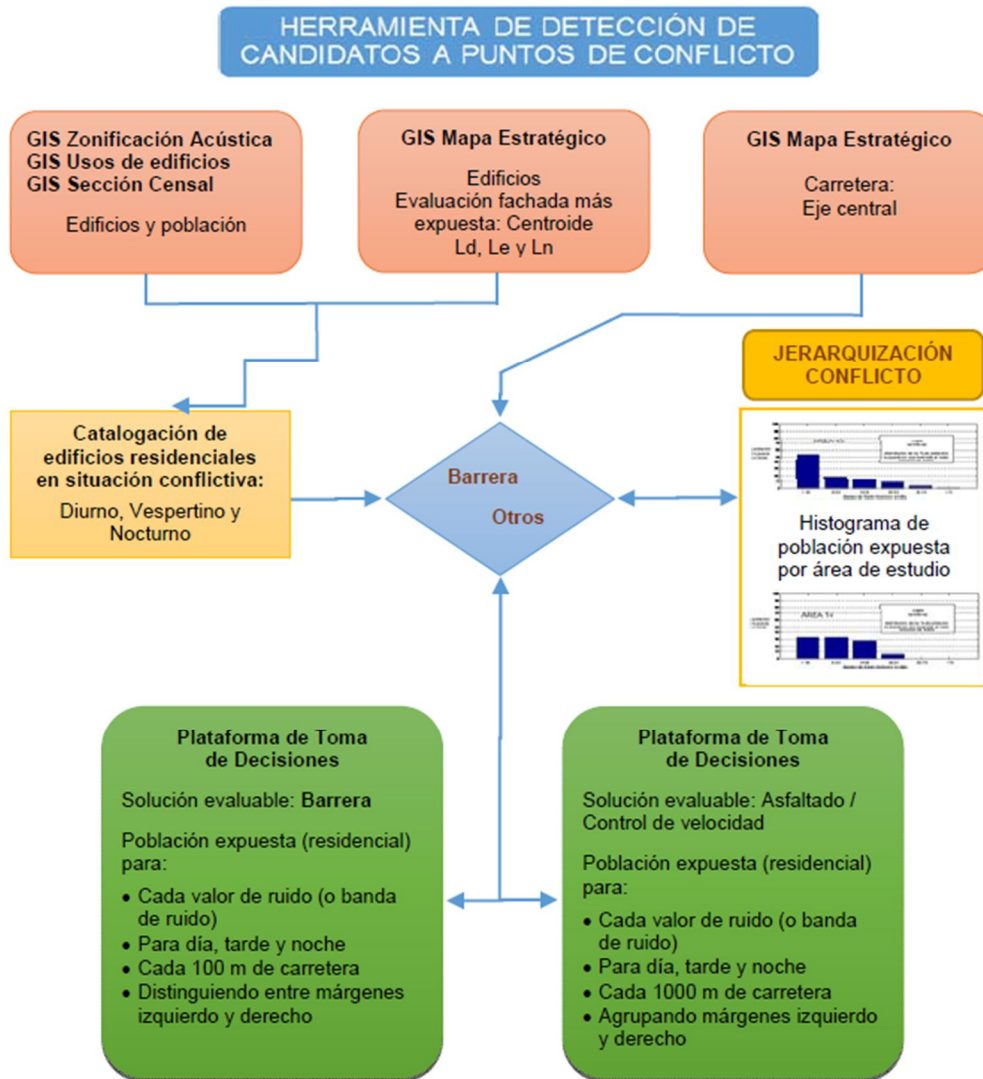 HERRAMIENTA DE DETECCIÓN DE
CANDIDATOS A PUNTOS DE CONFLICTO
GIS Zonificación Acústica
GIS Usos de edificios
GIS Sección Censal
Edificios y población
GIS Mapa Estratégico
Edificios
Evaluación fachada más
expuesta: Centroide
Ld, Le y Ln
GIS Mapa Estratégico
Carretera:
Eje central
JERARQUIZACIÓN
CONFLICTO
Catalogación de
edificios residenciales
en situación conflictiva:
Diurno, Vespertino y
Nocturno
Barrera
Otros
Histograma de
población expuesta
por área de estudio
Plataforma de Toma
de Decisiones
Solución evaluable: Barrera
Población expuesta (residencial)
para:
• Cada valor de ruido (o banda
de ruido)
• Para día, tarde y noche
• Cada 100 m de carretera
• Distinguiendo entre márgenes
izquierdo y derecho
Plataforma de Toma
de Decisiones
Solución evaluable: Asfaltado /
Control de velocidad
Población expuesta (residencial)
para:
• Cada valor de ruido (o banda
de ruido)
• Para día, tarde y noche
• Cada 1000 m de carretera
• Agrupando márgenes izquierdo
y derecho